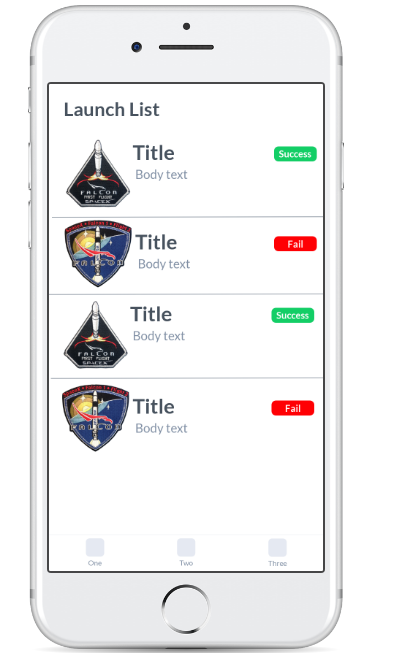 Launch List
Title
Body text
Success
FALCON
FIRST FLIGHT
SPACEX
Title
Body text
Fail
FALCON
Title
Body text
Success
FALCON
FIRST FLIGHT
SPACEX
Title
Body text
Fail
FALCON
One
Two
Three